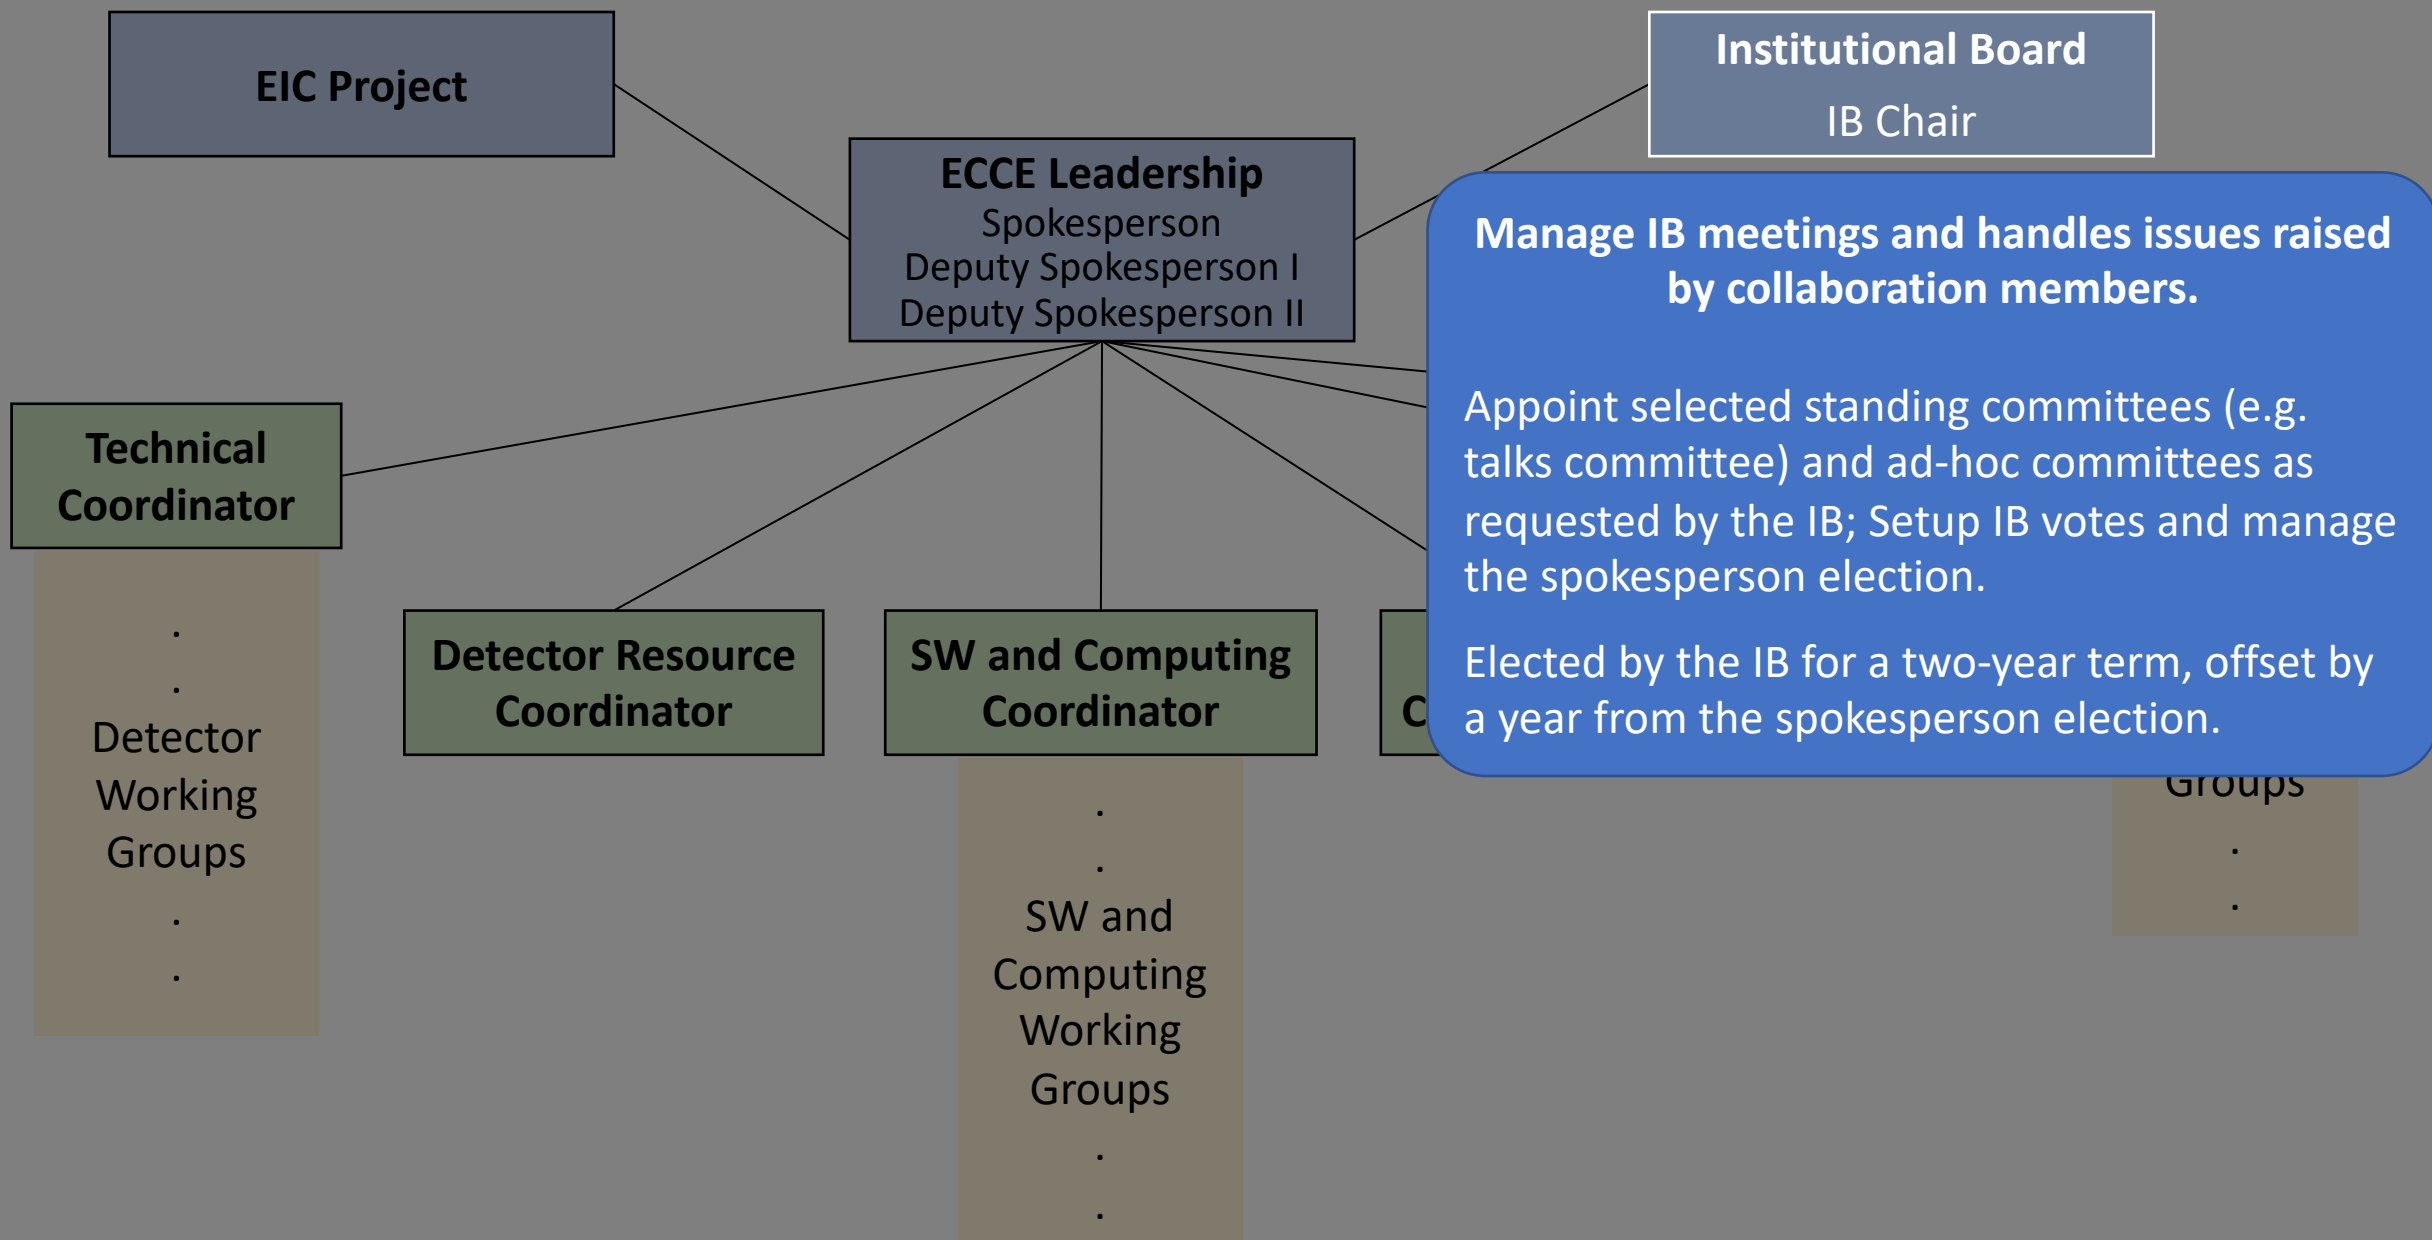 EIC Project
Institutional Board
IB Chair
ECCE Leadership
Spokesperson
Deputy Spokesperson I
Deputy Spokesperson II
Manage IB meetings and handles issues raised
by collaboration members.
Appoint selected standing committees (e.g.
talks committee) and ad-hoc committees as
requested by the IB; Setup IB votes and manage
the spokesperson election.
Elected by the IB for a two-year term, offset by
a year from the spokesperson election.
Technical
Coordinator
.
.
Detector
Working
Groups
.
.
Detector Resource
Coordinator
SW and Computing
Coordinator
.
.
SW and
Computing
Working
Groups
.
.
C
Groups
.
.